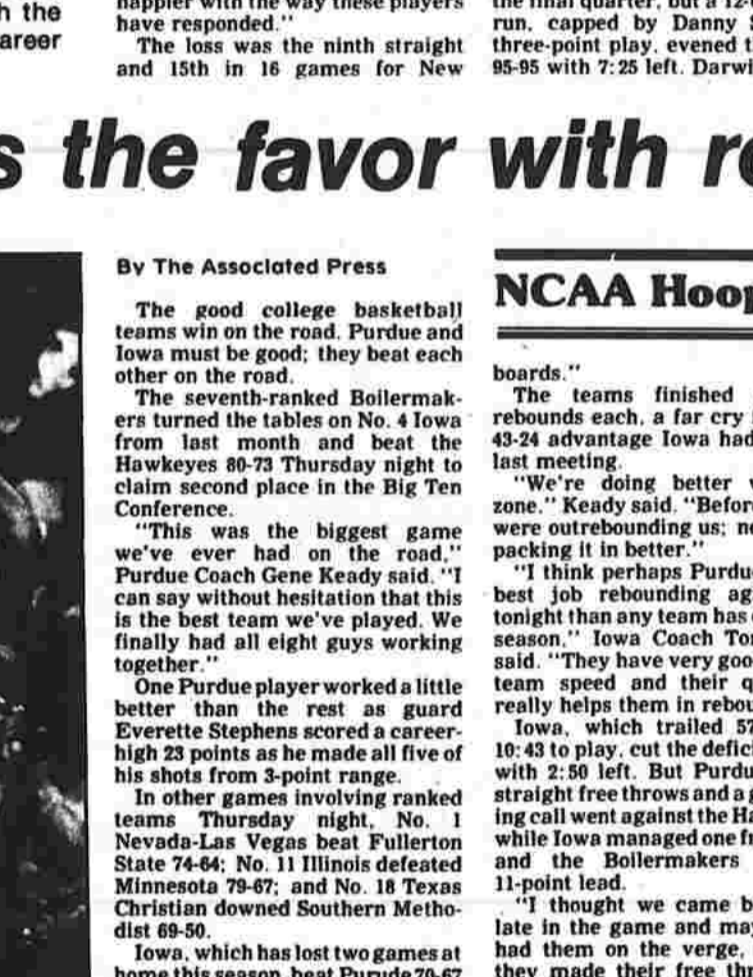 h the
areer
happier with the way these players
have responded."
The loss was the ninth straight
and 15th in 16 games for New
the final quarter, but a 12-
run, capped by Danny
three-point play, evened t
95-95 with 7:25 left. Darwi
s the favor with re
By The Associated Press
The good college basketball
teams win on the road. Purdue and
Iowa must be good; they beat each
other on the road.
The seventh-ranked Boilermak-
ers turned the tables on No. 4 Iowa
from last month and beat the
Hawkeyes 80-73 Thursday night to
claim second place in the Big Ten
Conference.
"This was the biggest game
we've ever had on the road,"
Purdue Coach Gene Keady said. "I
can say without hesitation that this
is the best team we've played. We
finally had all eight guys working
together."
One Purdue player worked a little
better than the rest as guard
Everette Stephens scored a career-
high 23 points as he made all five of
his shots from 3-point range.
In other games involving ranked
teams Thursday night, No. 1
Nevada-Las Vegas beat Fullerton
State 74-64; No. 11 Illinois defeated
Minnesota 79-67; and No. 18 Texas
Christian downed Southern Metho-
dist 69-50.
Iowa, which has lost two games at
home this season, beat Purude 70-67
NCAA Hoop
boards."
The teams finished
rebounds each, a far cry
43-24 advantage Iowa had
last meeting.
"We're doing better
zone," Keady said. "Befor
were outrebounding us; n
packing it in better."
"I think perhaps Purdu
best job rebounding ag
tonight than any team has
season," Iowa Coach To
said. "They have very goo
team speed and their q
really helps them in rebou
Iowa, which trailed 57
10:43 to play, cut the defic
with 2:50 left. But Purdu
straight free throws and a
ing call went against the Ha
while Iowa managed one fr
and the Boilermakers
11-point lead.
"I thought we came b
late in the game and may
had them on the verge,
they made their free thr